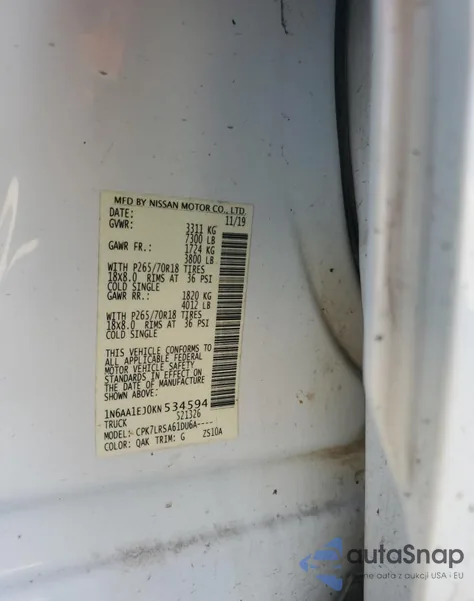 MFD BY NISSAN MOTOR CO., LTD.
DATE: 11/19
GVWR: 3311 KG
7300 LB
GAWR FR.: 1724 KG
3800 LB
WITH P265/70R18 TIRES
18x8.0 RIMS AT 36 PSI
COLD SINGLE
GAWR RR.: 1820 KG
4012 LB
WITH P265/70R18 TIRES
18x8.0 RIMS AT 36 PSI
COLD SINGLE
THIS VEHICLE CONFORMS TO
ALL APPLICABLE FEDERAL
MOTOR VEHICLE SAFETY
STANDARDS IN EFFECT ON
THE DATE OF MANUFACTURE
SHOWN ABOVE:
1N6AA1EJ0KN534594
TRUCK 521326
MODEL: CPK7LRSA61DU6A----
COLOR: QAK TRIM: G ZS10A
autaSnap
aukcji USA - EU